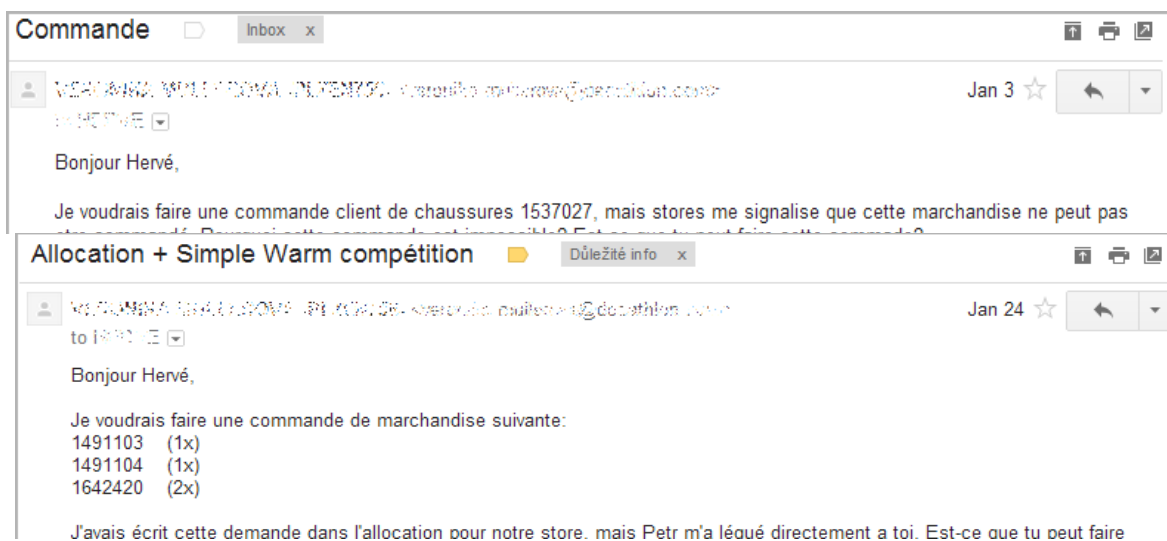 Commande Inbox x
Jan 3
Bonjour Hervé,
Je voudrais faire une commande client de chaussures 1537027, mais stores me signalise que cette marchandise ne peut pas
Allocation + Simple Warm compétition Důležité info x
@decathlon
Jan 24
to
Bonjour Hervé,
Je voudrais faire une commande de marchandise suivante:
1491103 (1x)
1491104 (1x)
1642420 (2x)
J'avais écrit cette demande dans l'allocation pour notre store, mais Petr m'a légué directement a toi. Est-ce que tu peut faire